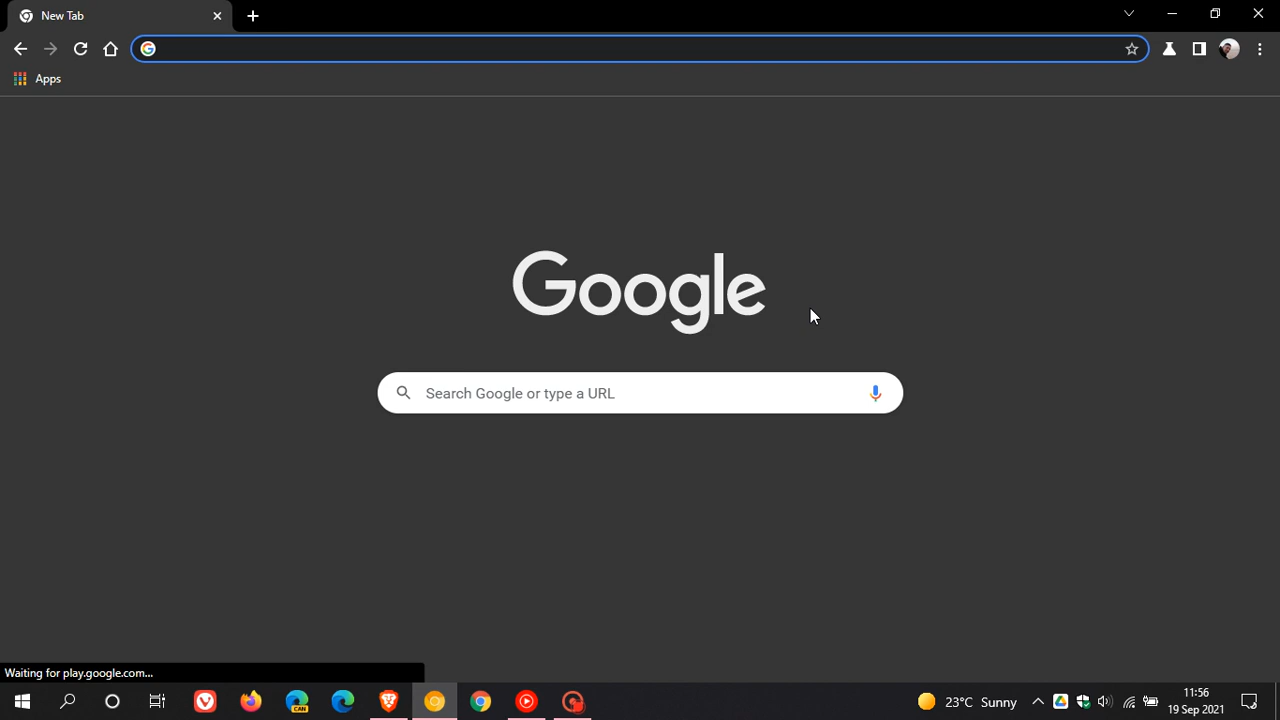 New Tab
Apps
Google
Search Google or type a URL
Waiting for play.google.com...
CAN
23°C Sunny
11:56
19 Sep 2021